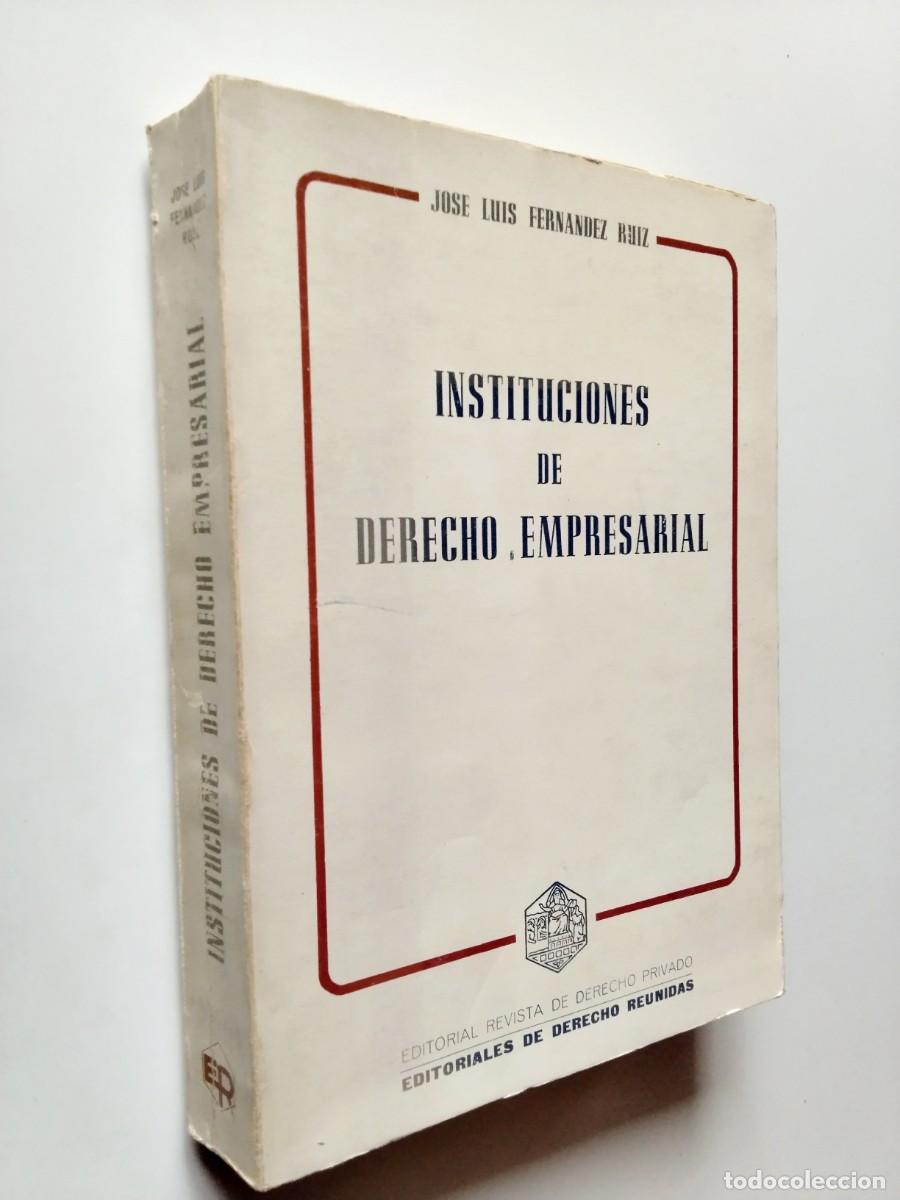 JOSE LUIS FERNANDEZ RUIZ
INSTITUCIONES
DE
DERECHO EMPRESARIAL
EDITORIAL REVISTA DE DERECHO PRIVADO
EDITORIALES DE DERECHO REUNIDAS
JOSE LUIS
FERNANDEZ
RUIZ
INSTITUCIONES DE DERECHO EMPRESARIAL
EDR
todocoleccion